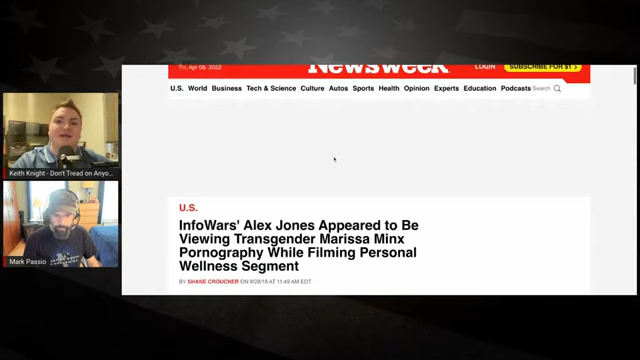 Fri, Apr 08, 2022
Newsweek
LOGIN
SUBSCRIBE FOR $1 >
U.S. World Business Tech & Science Culture Autos Sports Health Opinion Experts Education Podcasts Search
Keith Knight - Don't Tread on Anyo...
Mark Passio
U.S.
InfoWars' Alex Jones Appeared to Be
Viewing Transgender Marissa Minx
Pornography While Filming Personal
Wellness Segment
BY SHANE CROUCHER ON 9/28/18 AT 11:49 AM EDT